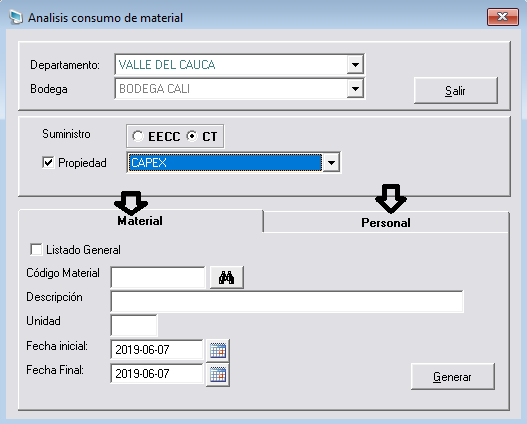 Analisis consumo de material
Departamento: VALLE DEL CAUCA
Bodega BODEGA CALI
Salir
Suministro EECC CT
Propiedad CAPEX
Material Personal
Listado General
Código Material
Descripción
Unidad
Fecha inicial: 2019-06-07
Fecha Final: 2019-06-07
Generar